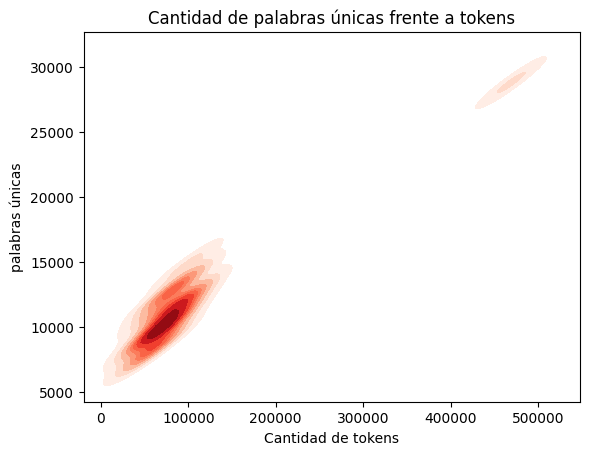 Cantidad de palabras únicas frente a tokens
30000
25000
20000
15000
10000
5000
palabras únicas
0 100000 200000 300000 400000 500000
Cantidad de tokens